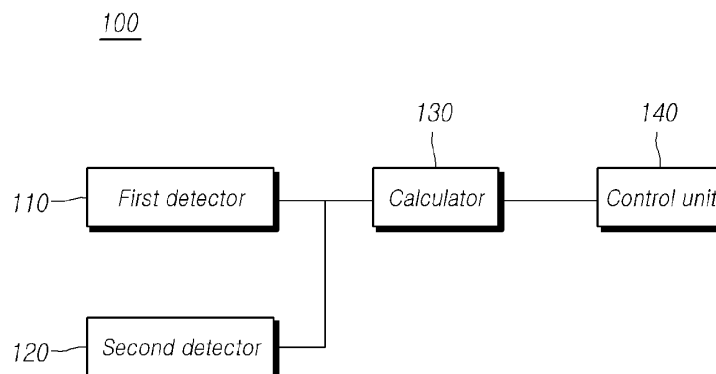 100
130
140
110
First detector
Calculator
Control unit
120
Second detector